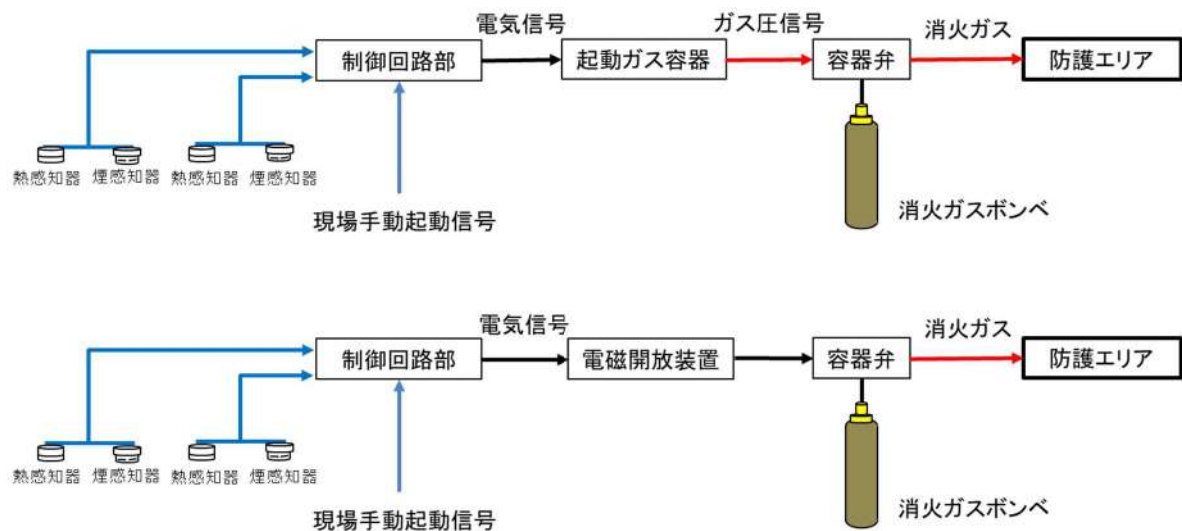 電気信号
ガス圧信号
消火ガス
制御回路部
起動ガス容器
容器弁
防護エリア
熱感知器
煙感知器
熱感知器
煙感知器
現場手動起動信号
消火ガスボンベ
電気信号
消火ガス
制御回路部
電磁開放装置
容器弁
防護エリア
熱感知器
煙感知器
熱感知器
煙感知器
現場手動起動信号
消火ガスボンベ